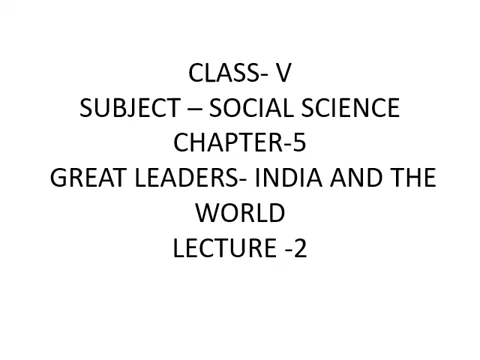 CLASS- V
SUBJECT – SOCIAL SCIENCE
CHAPTER-5
GREAT LEADERS- INDIA AND THE
WORLD
LECTURE -2